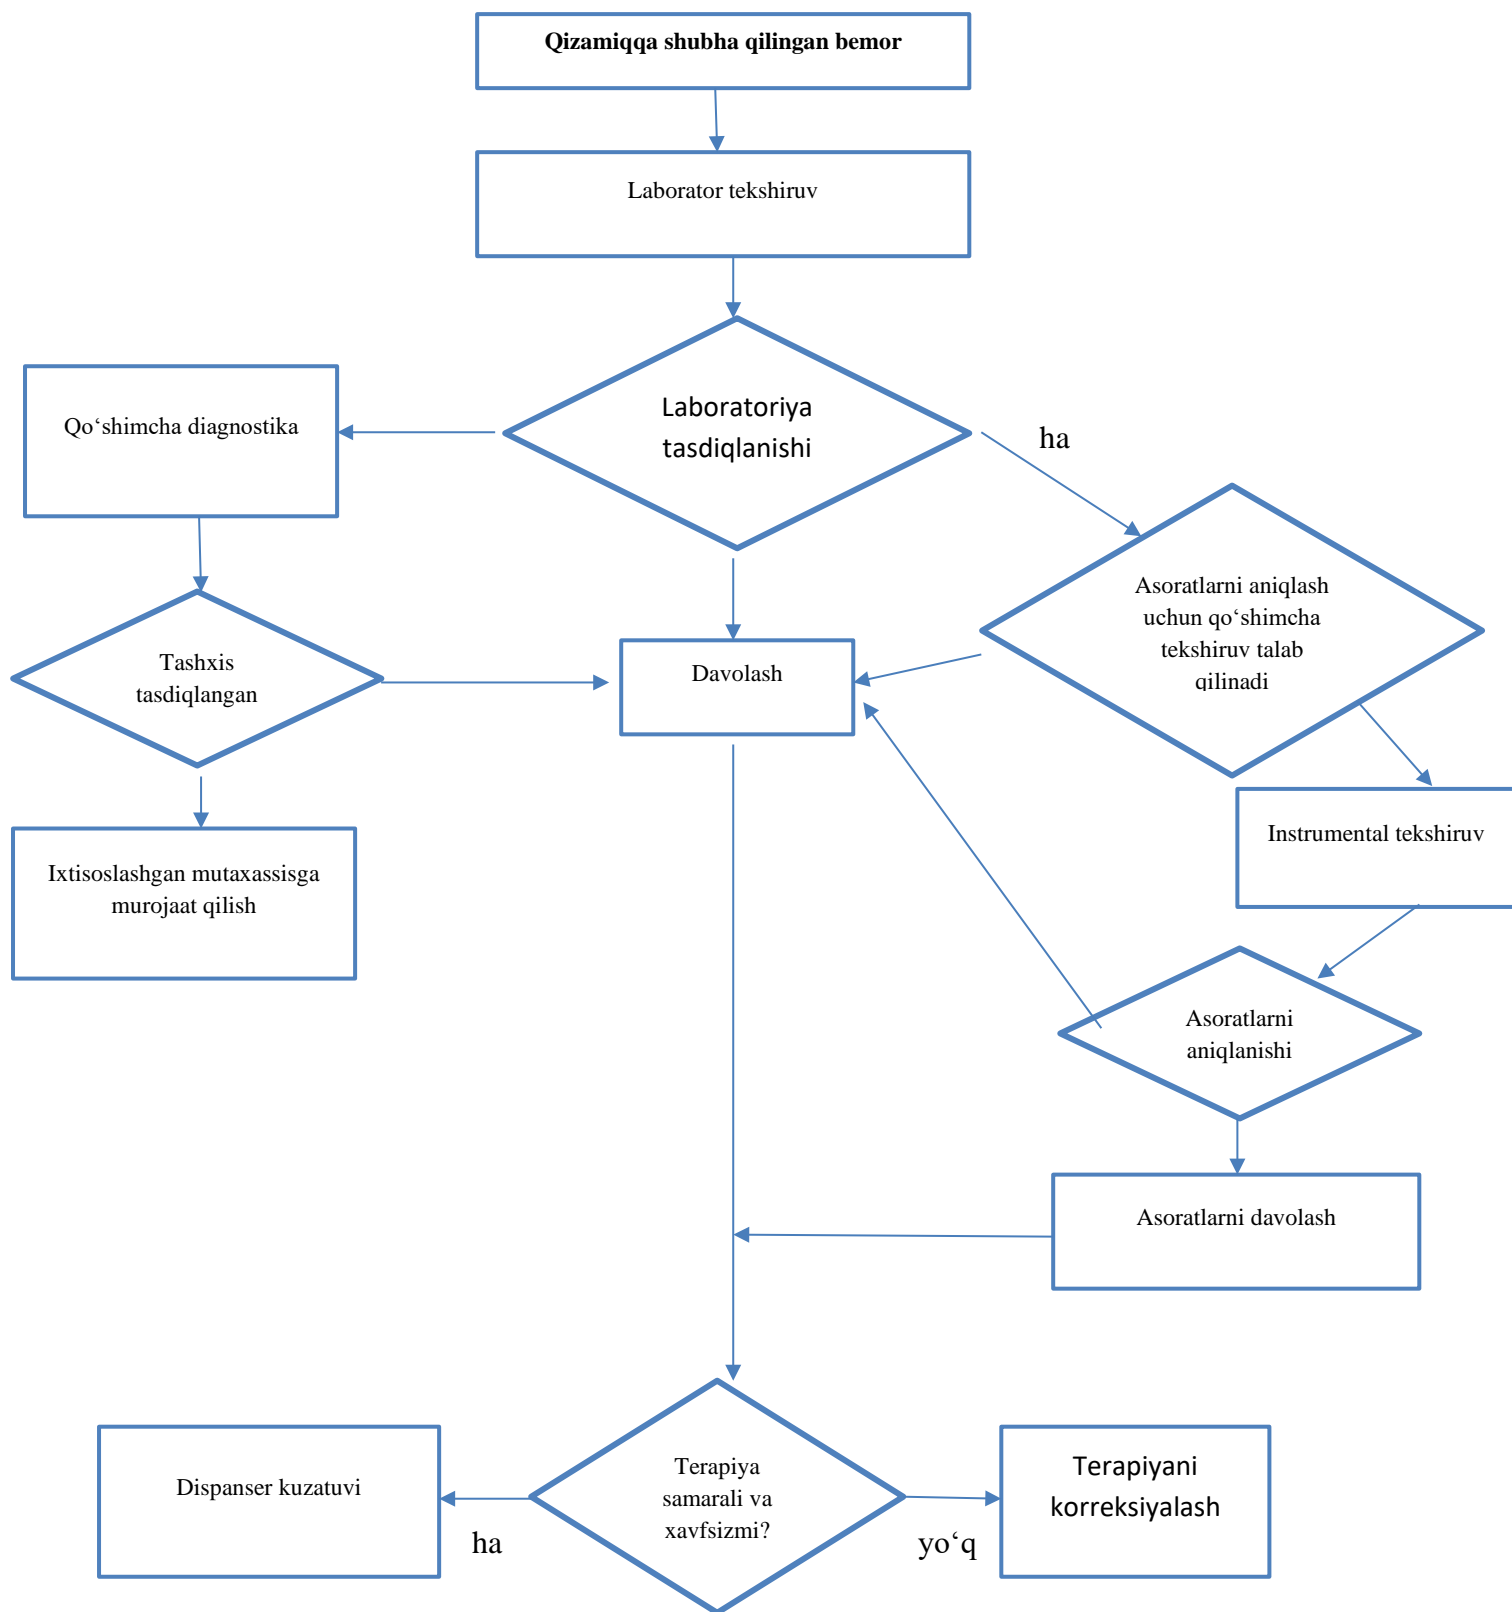 Qizamiqqa shubha qilingan bemor
Laborator tekshiruv
Laboratoriya
tasdiqlanishi
Qo‘shimcha diagnostika
ha
Asoratlarni aniqlash
uchun qo‘shimcha
tekshiruv talab
qilinadi
Tashxis
tasdiqlangan
Davolash
Instrumental tekshiruv
Ixtisoslashgan mutaxassisga
murojaat qilish
Asoratlarni
aniqlanishi
Asoratlarni davolash
Dispanser kuzatuvi
Terapiya
samarali va
xavfsizmi?
Terapiyani
korreksiyalash
ha
yo‘q